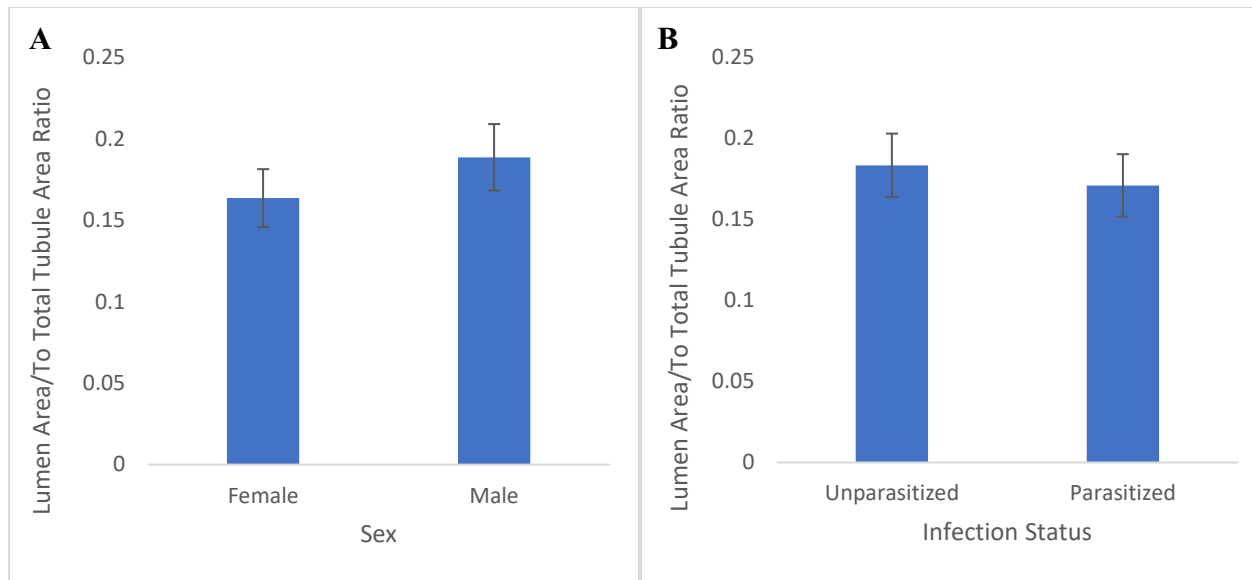 A
Lumen Area/To Total Tubule Area Ratio
0.25
0.2
0.15
0.1
0.05
0
Female Male
Sex
B
Lumen Area/To Total Tubule Area Ratio
0.25
0.2
0.15
0.1
0.05
0
Unparasitized Parasitized
Infection Status